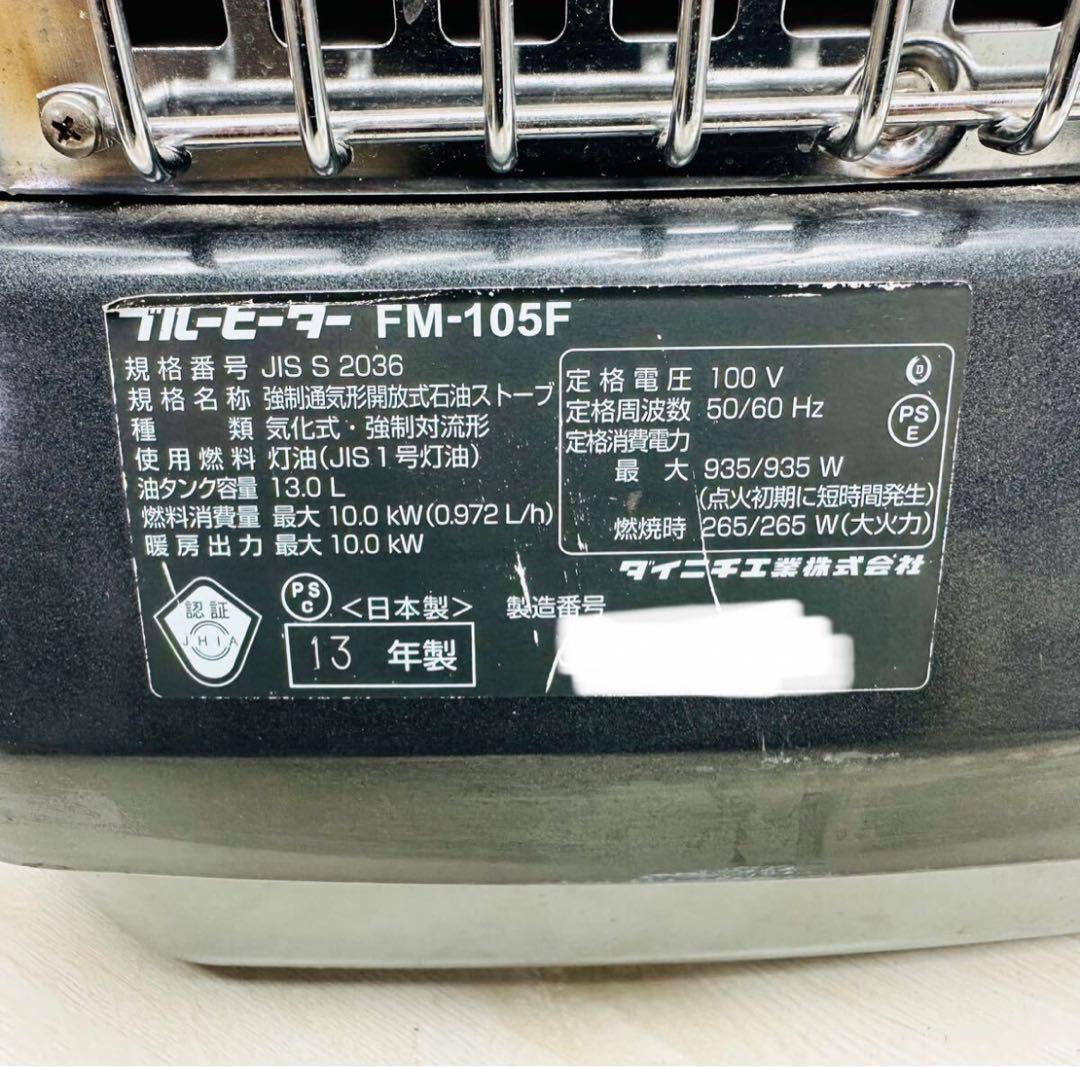 ブルーヒーター FM-105F
規格番号 JIS S 2036
規格名称 強制通気形開放式石油ストーブ
種類 気化式・強制対流形
使用燃料 灯油(JIS1号灯油)
油タンク容量 13.0 L
燃料消費量 最大 10.0 kW(0.972 L/h)
暖房出力 最大 10.0 kW
定格電圧 100 V
定格周波数 50/60 Hz
定格消費電力
最大 935/935 W
(点火初期に短時間発生)
燃焼時 265/265 W(大火力)
D
PS
E
ダイニチ工業株式会社
認証
JHIA
PS
C
<日本製> 製造番号
13 年製